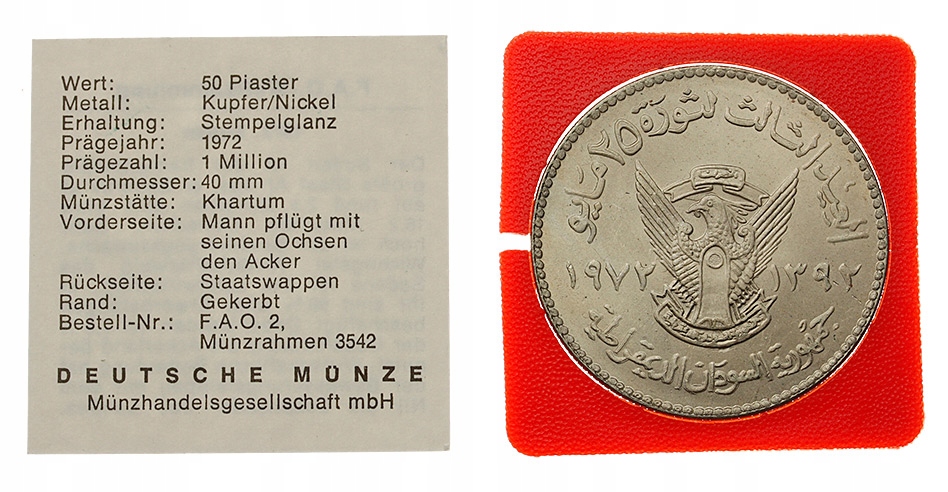 Wert: 50 Piaster
Metall: Kupfer/Nickel
Erhaltung: Stempelglanz
Prägejahr: 1972
Prägezahl: 1 Million
Durchmesser: 40 mm
Münzstätte: Khartum
Vorderseite: Mann pflügt mit
seinen Ochsen
den Acker
Rückseite: Staatswappen
Rand: Gekerbt
Bestell-Nr.: F.A.O. 2,
Münzrahmen 3542
DEUTSCHE MÜNZE
Münzhandelsgesellschaft mbH
العيد الثالث لثورة ٢٥ مايو
١٩٧٢ ١٣٩٢
جمهورية السودان الديمقراطية